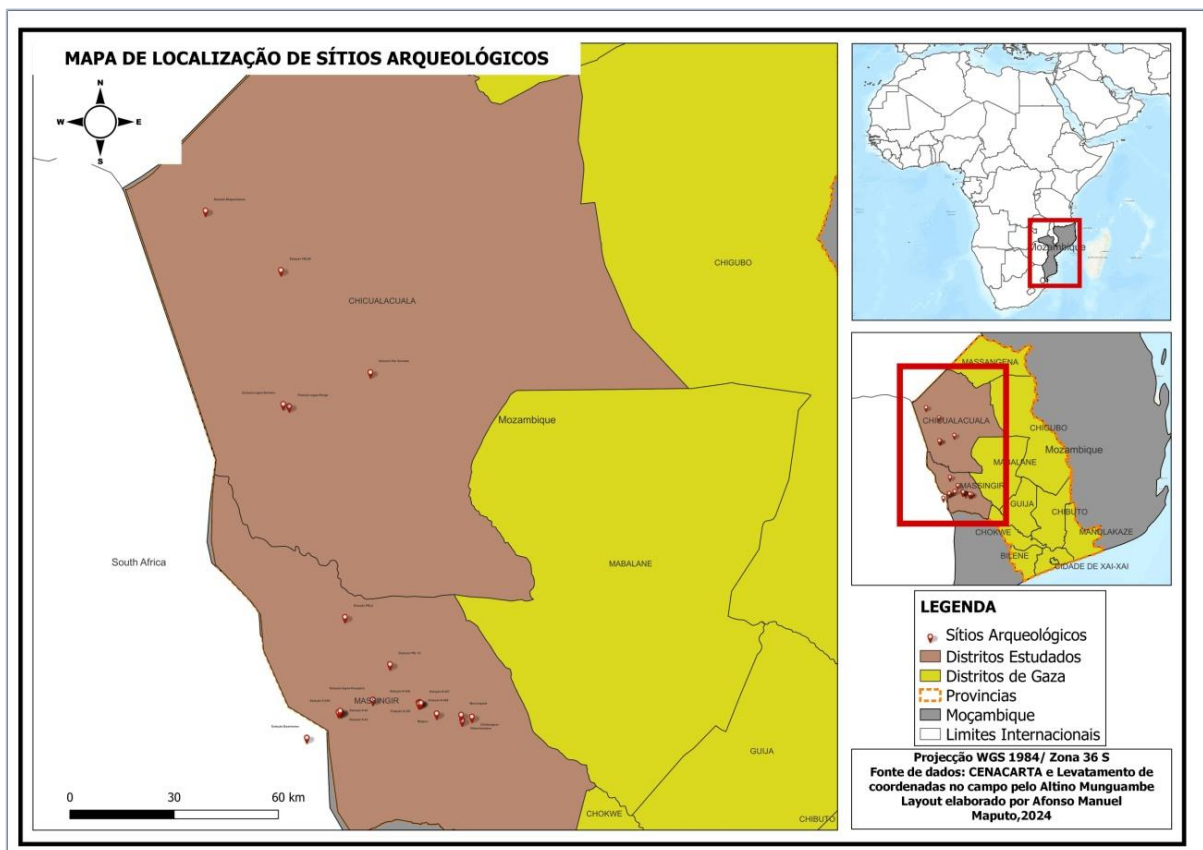 MAPA DE LOCALIZAÇÃO DE SÍTIOS ARQUEOLÓGICOS
N
W
E
S
CHIGUBO
CHICUALACUALA
Mozambique
South Africa
MABALANE
MASSINGIR
GUIJA
CHOKWE
CHIBUTO
0
30
60 km
Mozambique
MASSANGENA
CHICUALACUALA
CHIGUBO
Mozambique
MABALANE
MASSINGIR
GUIJA
CHIBUTO
CHOKWE
MANDLAKAZE
BILENE
CIDADE DE XAI-XAI
LEGENDA
Sítios Arqueológicos
Distritos Estudados
Distritos de Gaza
Provincias
Moçambique
Limites Internacionais
Projecção WGS 1984/ Zona 36 S
Fonte de dados: CENACARTA e Levatamento de
coordenadas no campo pelo Altino Munguambe
Layout elaborado por Afonso Manuel
Maputo,2024